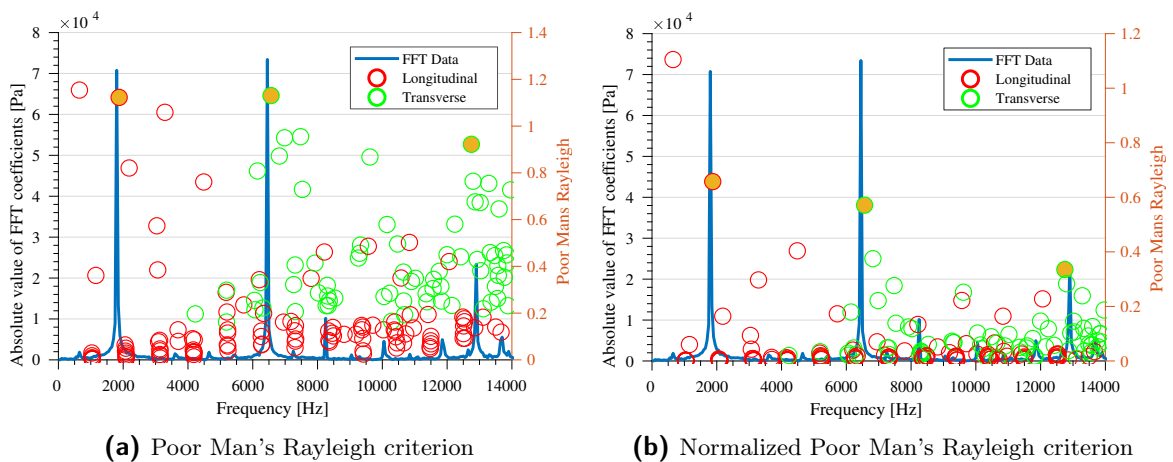 ×10⁴
8
7
6
5
4
3
2
1
0
Absolute value of FFT coefficients [Pa]
0 2000 4000 6000 8000 10000 12000 14000
Frequency [Hz]
1.4
1.2
1
0.8
0.6
0.4
0.2
0
Poor Mans Rayleigh
FFT Data
Longitudinal
Transverse
(a) Poor Man's Rayleigh criterion
×10⁴
8
7
6
5
4
3
2
1
0
Absolute value of FFT coefficients [Pa]
0 2000 4000 6000 8000 10000 12000 14000
Frequency [Hz]
1.2
1
0.8
0.6
0.4
0.2
0
Poor Mans Rayleigh
FFT Data
Longitudinal
Transverse
(b) Normalized Poor Man's Rayleigh criterion